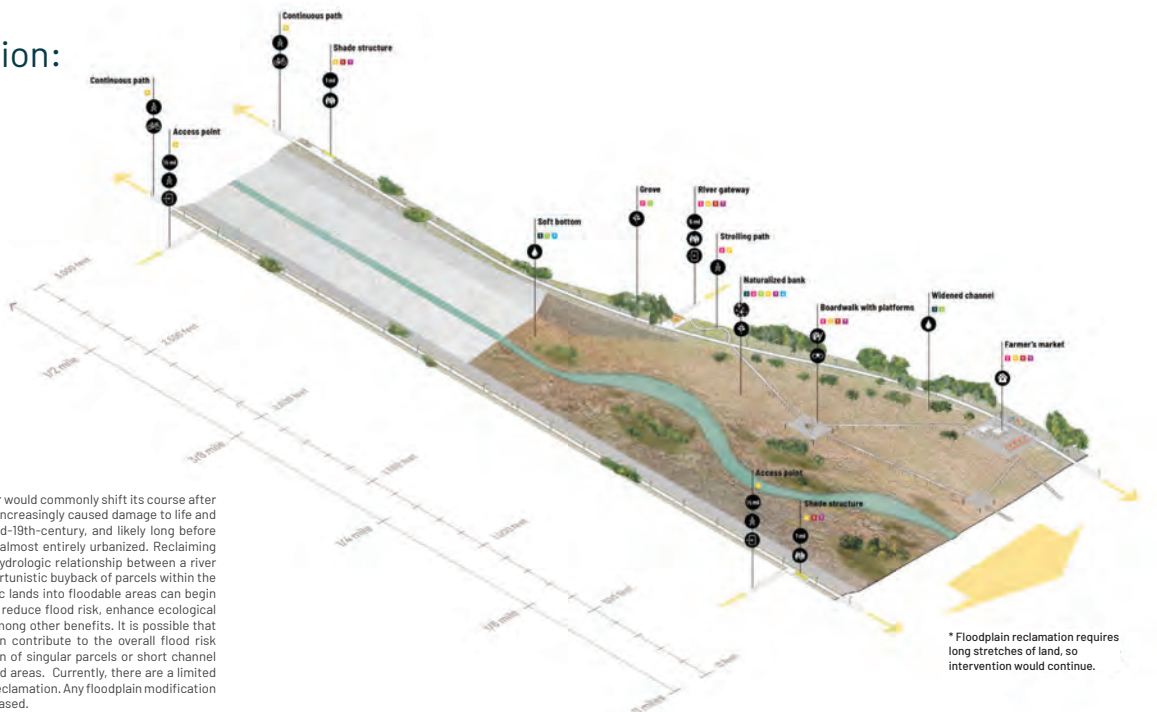 ion:
Continuous path
Shade structure
Continuous path
Access point
Grove
River gateway
Soft bottom
Strolling path
Naturalized bank
Boardwalk with platforms
Widened channel
Farmer's market
Access point
Shade structure
1/2 mile
3/8 mile
1/4 mile
1/8 mile
r would commonly shift its course after
ncreasingly caused damage to life and
d-19th-century, and likely long before
almost entirely urbanized. Reclaiming
ydrologic relationship between a river
rtunistic buyback of parcels within the
c lands into floodable areas can begin
reduce flood risk, enhance ecological
mong other benefits. It is possible that
n contribute to the overall flood risk
n of singular parcels or short channel
d areas. Currently, there are a limited
eclamation. Any floodplain modification
ased.
* Floodplain reclamation requires
long stretches of land, so
intervention would continue.